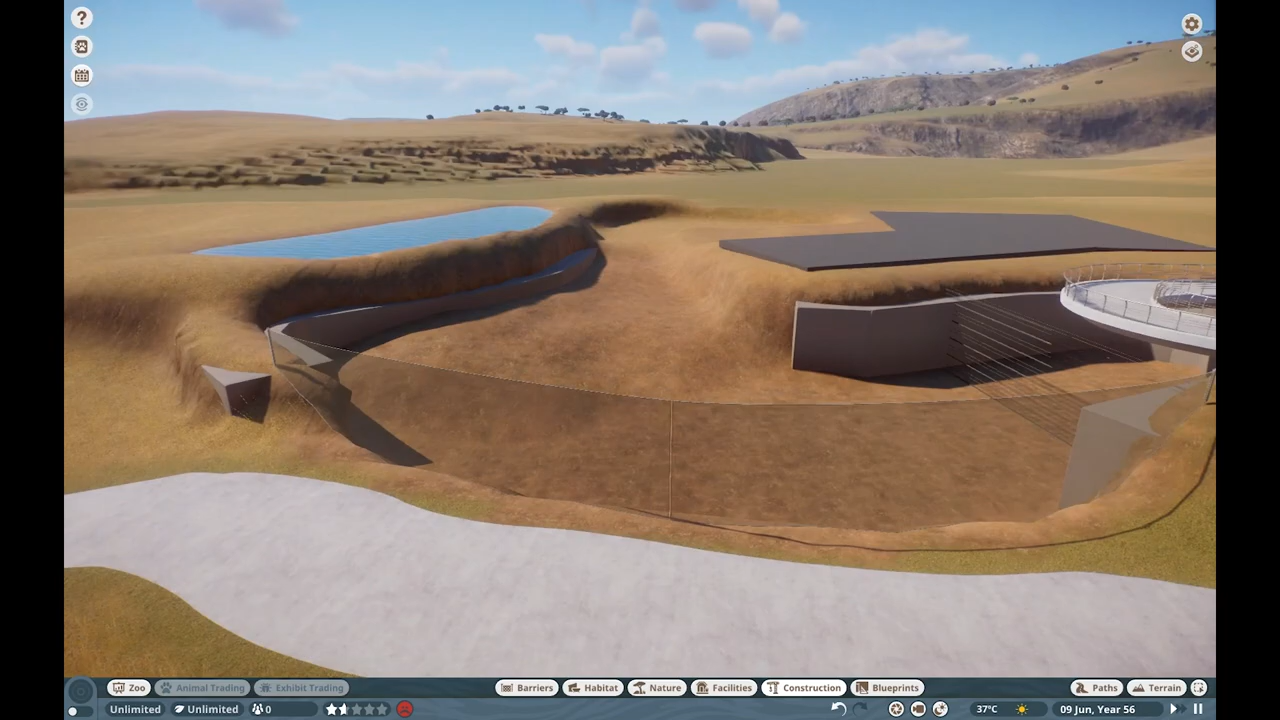 ?
Zoo
Animal Trading
Exhibit Trading
Barriers
Habitat
Nature
Facilities
Construction
Blueprints
Paths
Terrain
Unlimited
Unlimited
0
37°C
09 Jun, Year 56